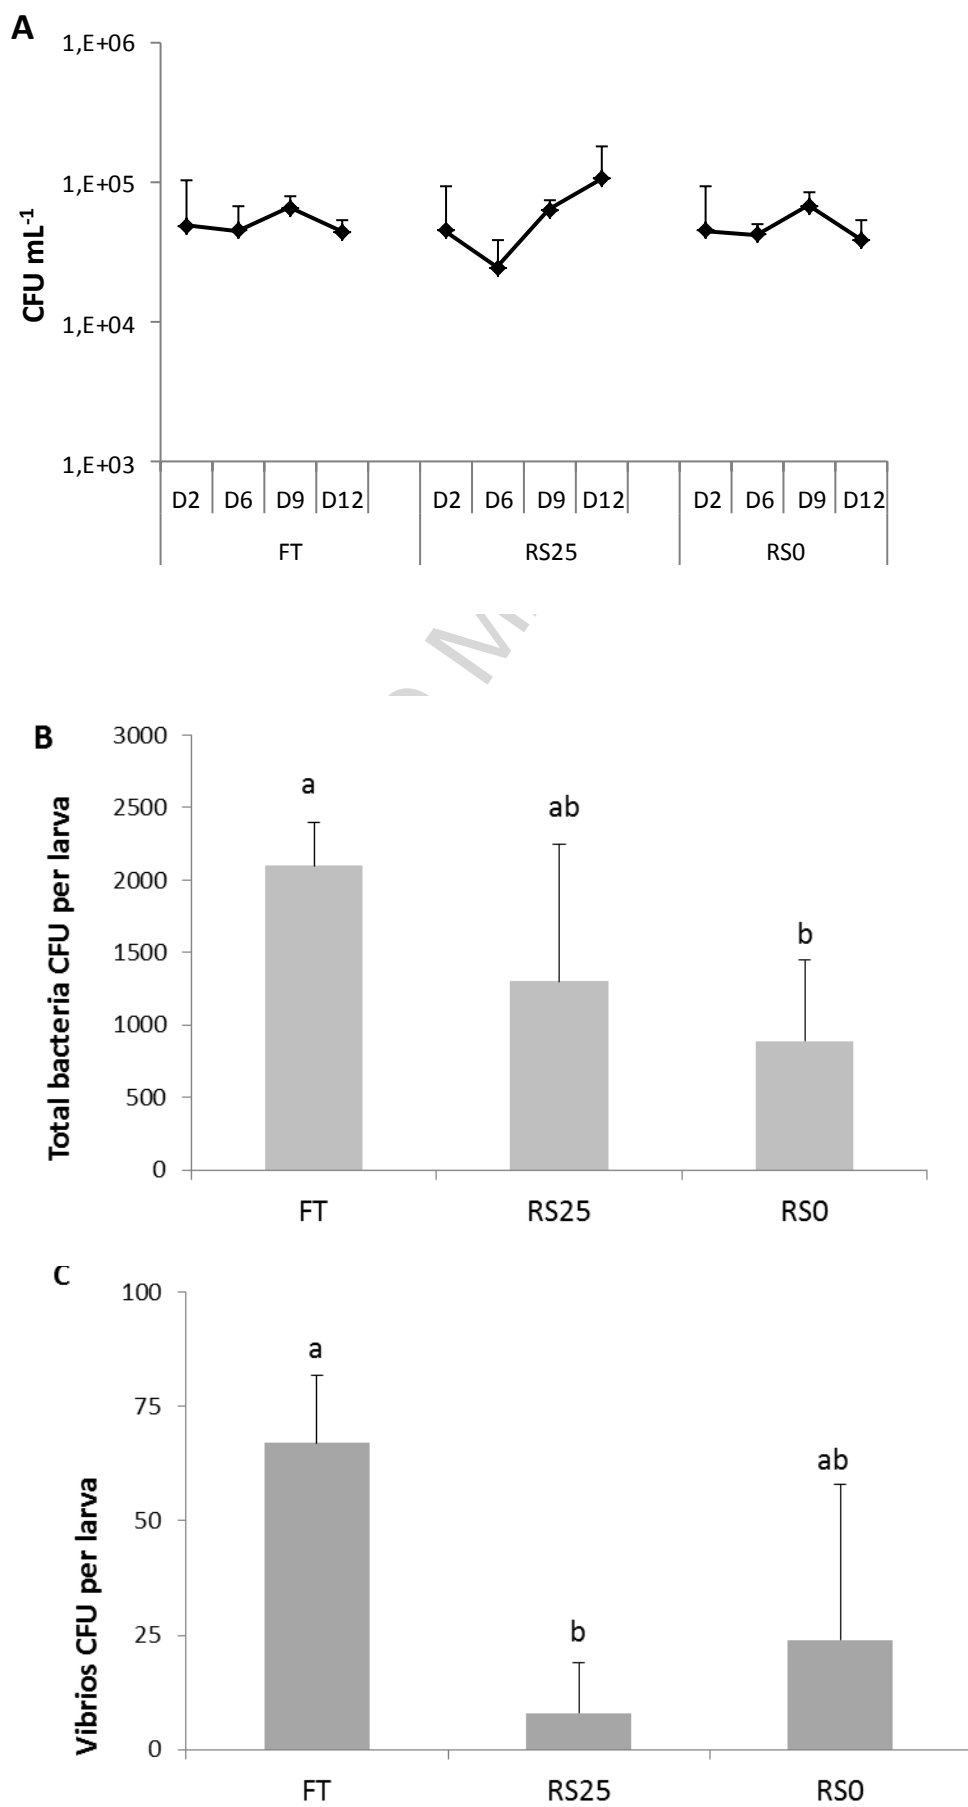 A
1,E+06
1,E+05
1,E+04
1,E+03
CFU mL⁻¹
D2 D6 D9 D12 D2 D6 D9 D12 D2 D6 D9 D12
FT RS25 RS0
B
3000
2500
2000
1500
1000
500
0
Total bacteria CFU per larva
a
ab
b
FT RS25 RS0
C
100
75
50
25
0
Vibrios CFU per larva
a
b
ab
FT RS25 RS0